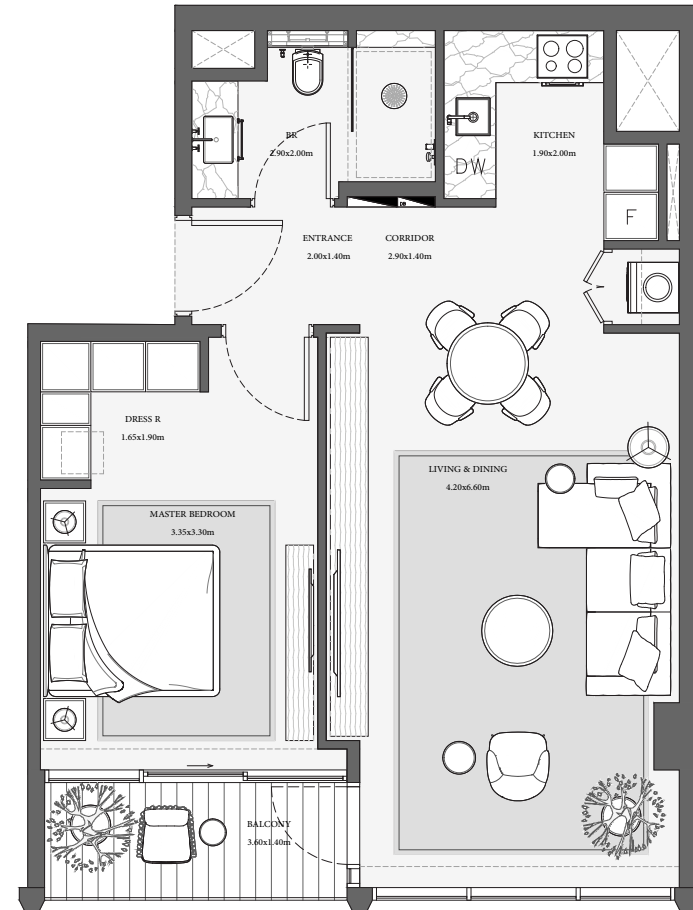 BR
2.90x2.00m
KITCHEN
1.90x2.00m
DW
F
DB
ENTRANCE
2.00x1.40m
CORRIDOR
2.90x1.40m
DRESS R
1.65x1.90m
LIVING & DINING
4.20x6.60m
MASTER BEDROOM
3.35x3.30m
BALCONY
3.60x1.40m